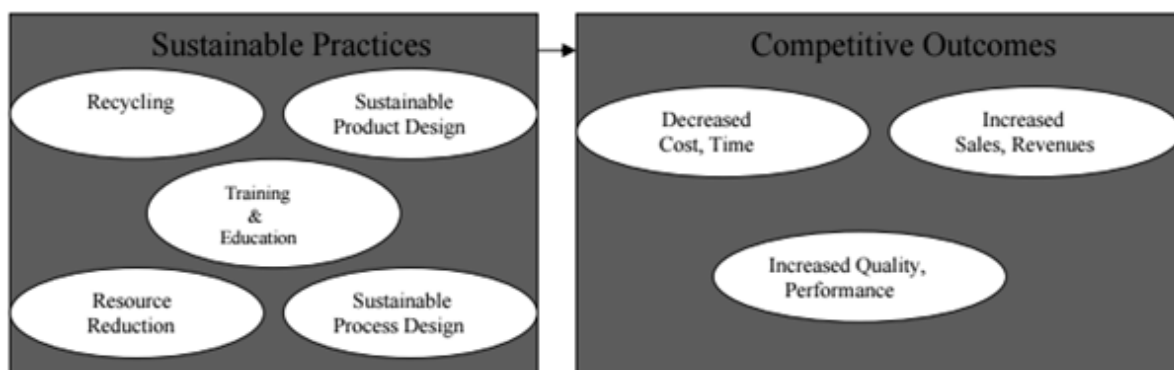 Sustainable Practices
Recycling
Sustainable
Product Design
Training
&
Education
Resource
Reduction
Sustainable
Process Design
Competitive Outcomes
Decreased
Cost, Time
Increased
Sales, Revenues
Increased Quality,
Performance